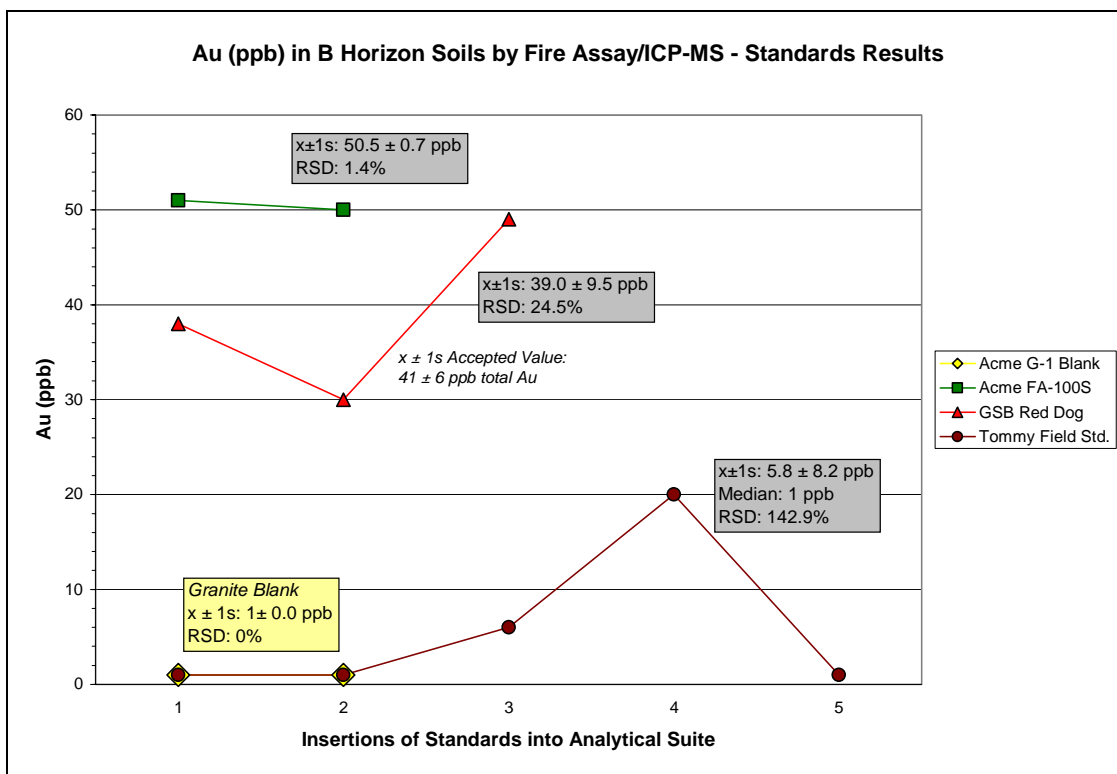 Au (ppb) in B Horizon Soils by Fire Assay/ICP-MS - Standards Results
60
50
40
30
20
10
0
Au (ppb)
x±1s: 50.5 ± 0.7 ppb
RSD: 1.4%
x±1s: 39.0 ± 9.5 ppb
RSD: 24.5%
x ± 1s Accepted Value:
41 ± 6 ppb total Au
x±1s: 5.8 ± 8.2 ppb
Median: 1 ppb
RSD: 142.9%
Granite Blank
x ± 1s: 1± 0.0 ppb
RSD: 0%
1 2 3 4 5
Insertions of Standards into Analytical Suite
Acme G-1 Blank
Acme FA-100S
GSB Red Dog
Tommy Field Std.